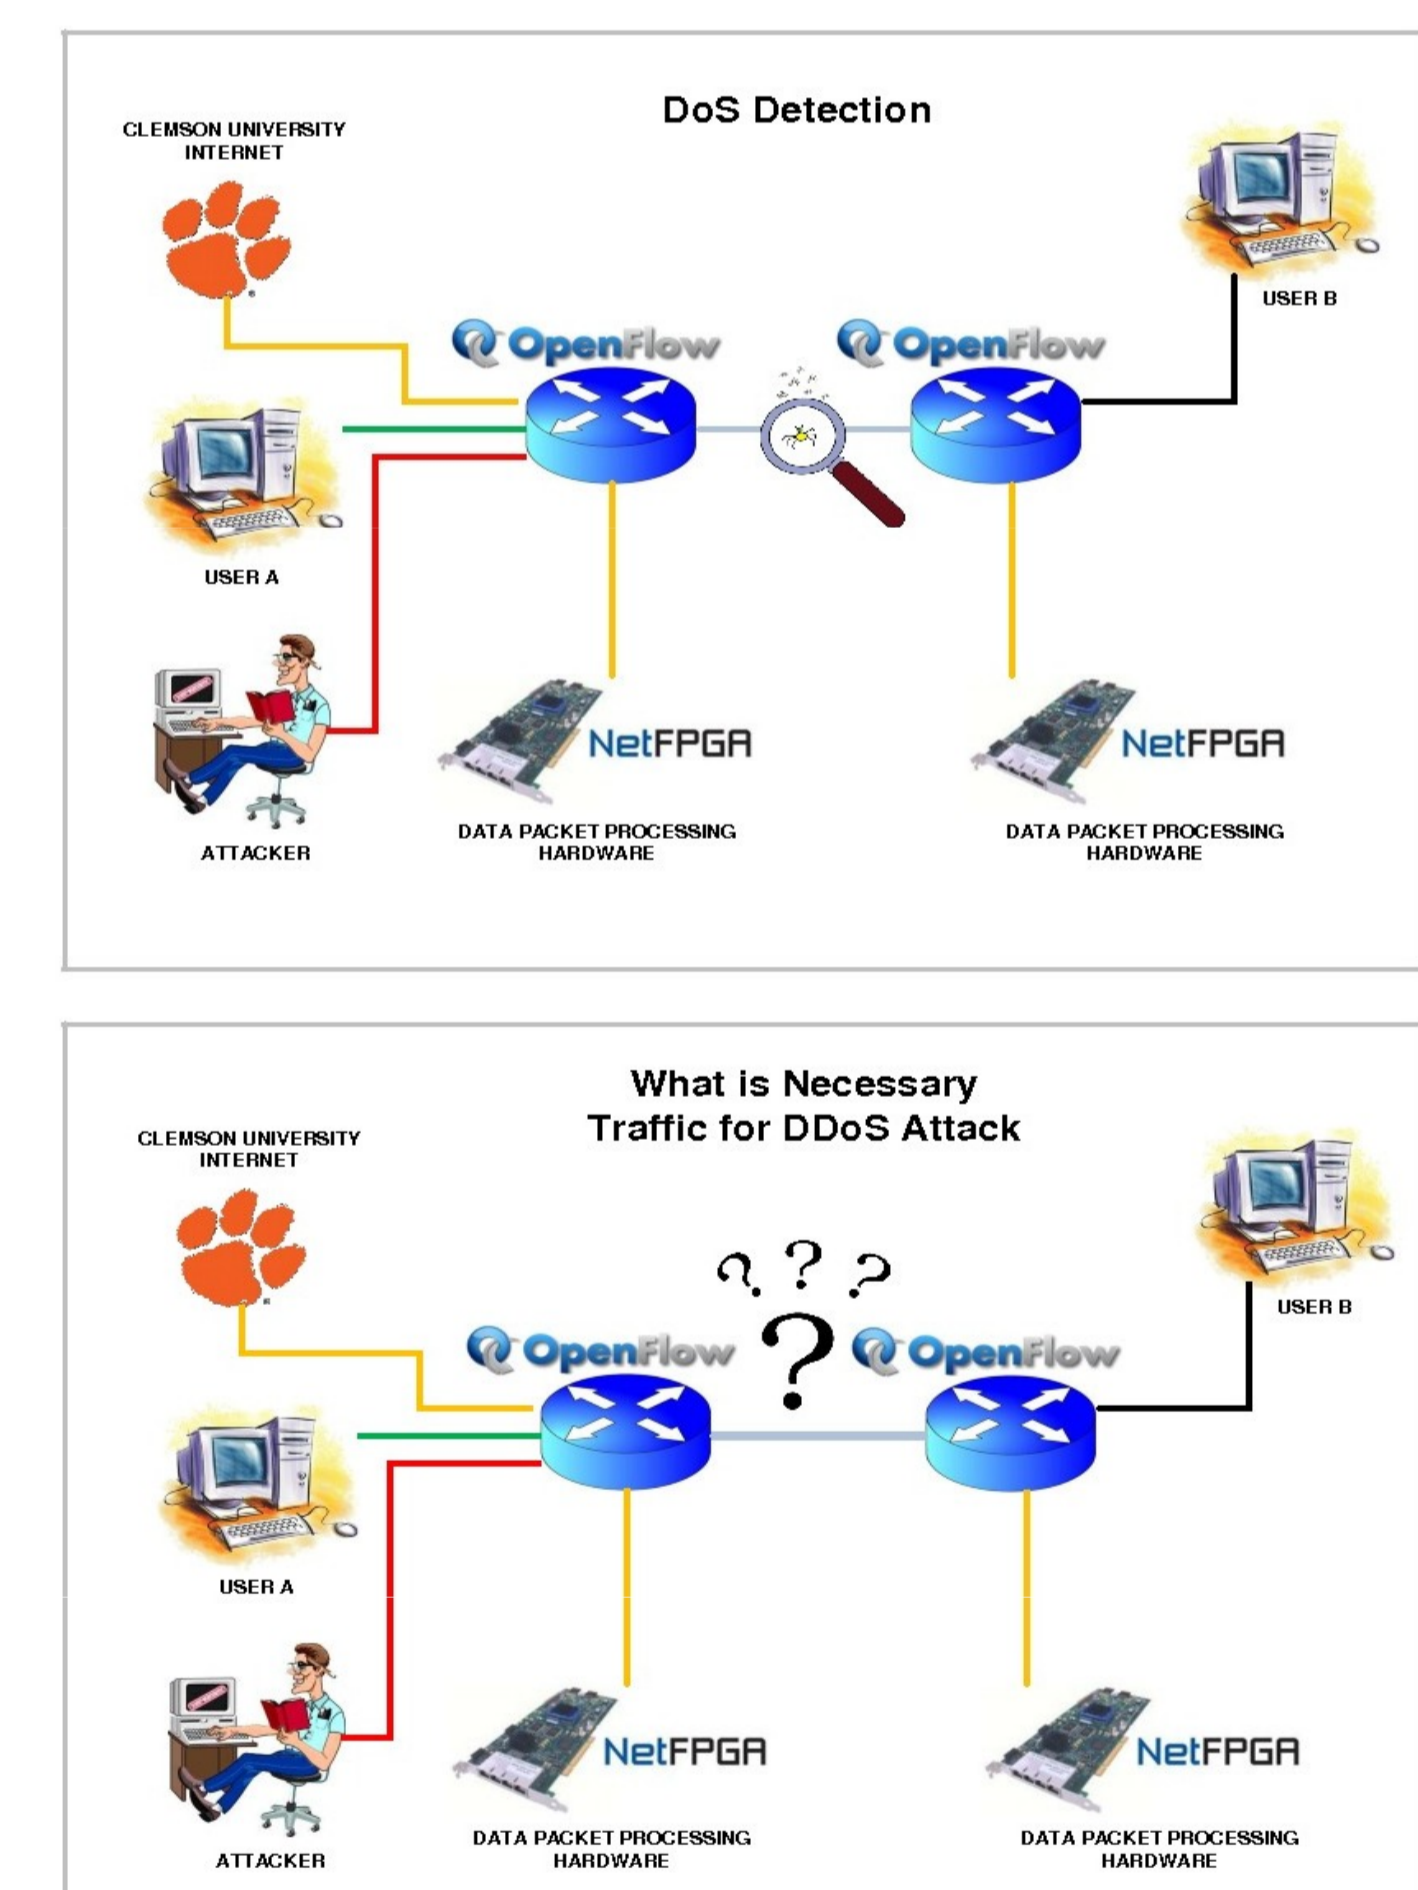 DoS Detection
CLEMSON UNIVERSITY
INTERNET
USER B
OpenFlow
OpenFlow
USER A
NetFPGA
NetFPGA
DATA PACKET PROCESSING
HARDWARE
DATA PACKET PROCESSING
HARDWARE
ATTACKER
What is Necessary
Traffic for DDoS Attack
CLEMSON UNIVERSITY
INTERNET
USER B
OpenFlow
OpenFlow
USER A
NetFPGA
NetFPGA
DATA PACKET PROCESSING
HARDWARE
DATA PACKET PROCESSING
HARDWARE
ATTACKER